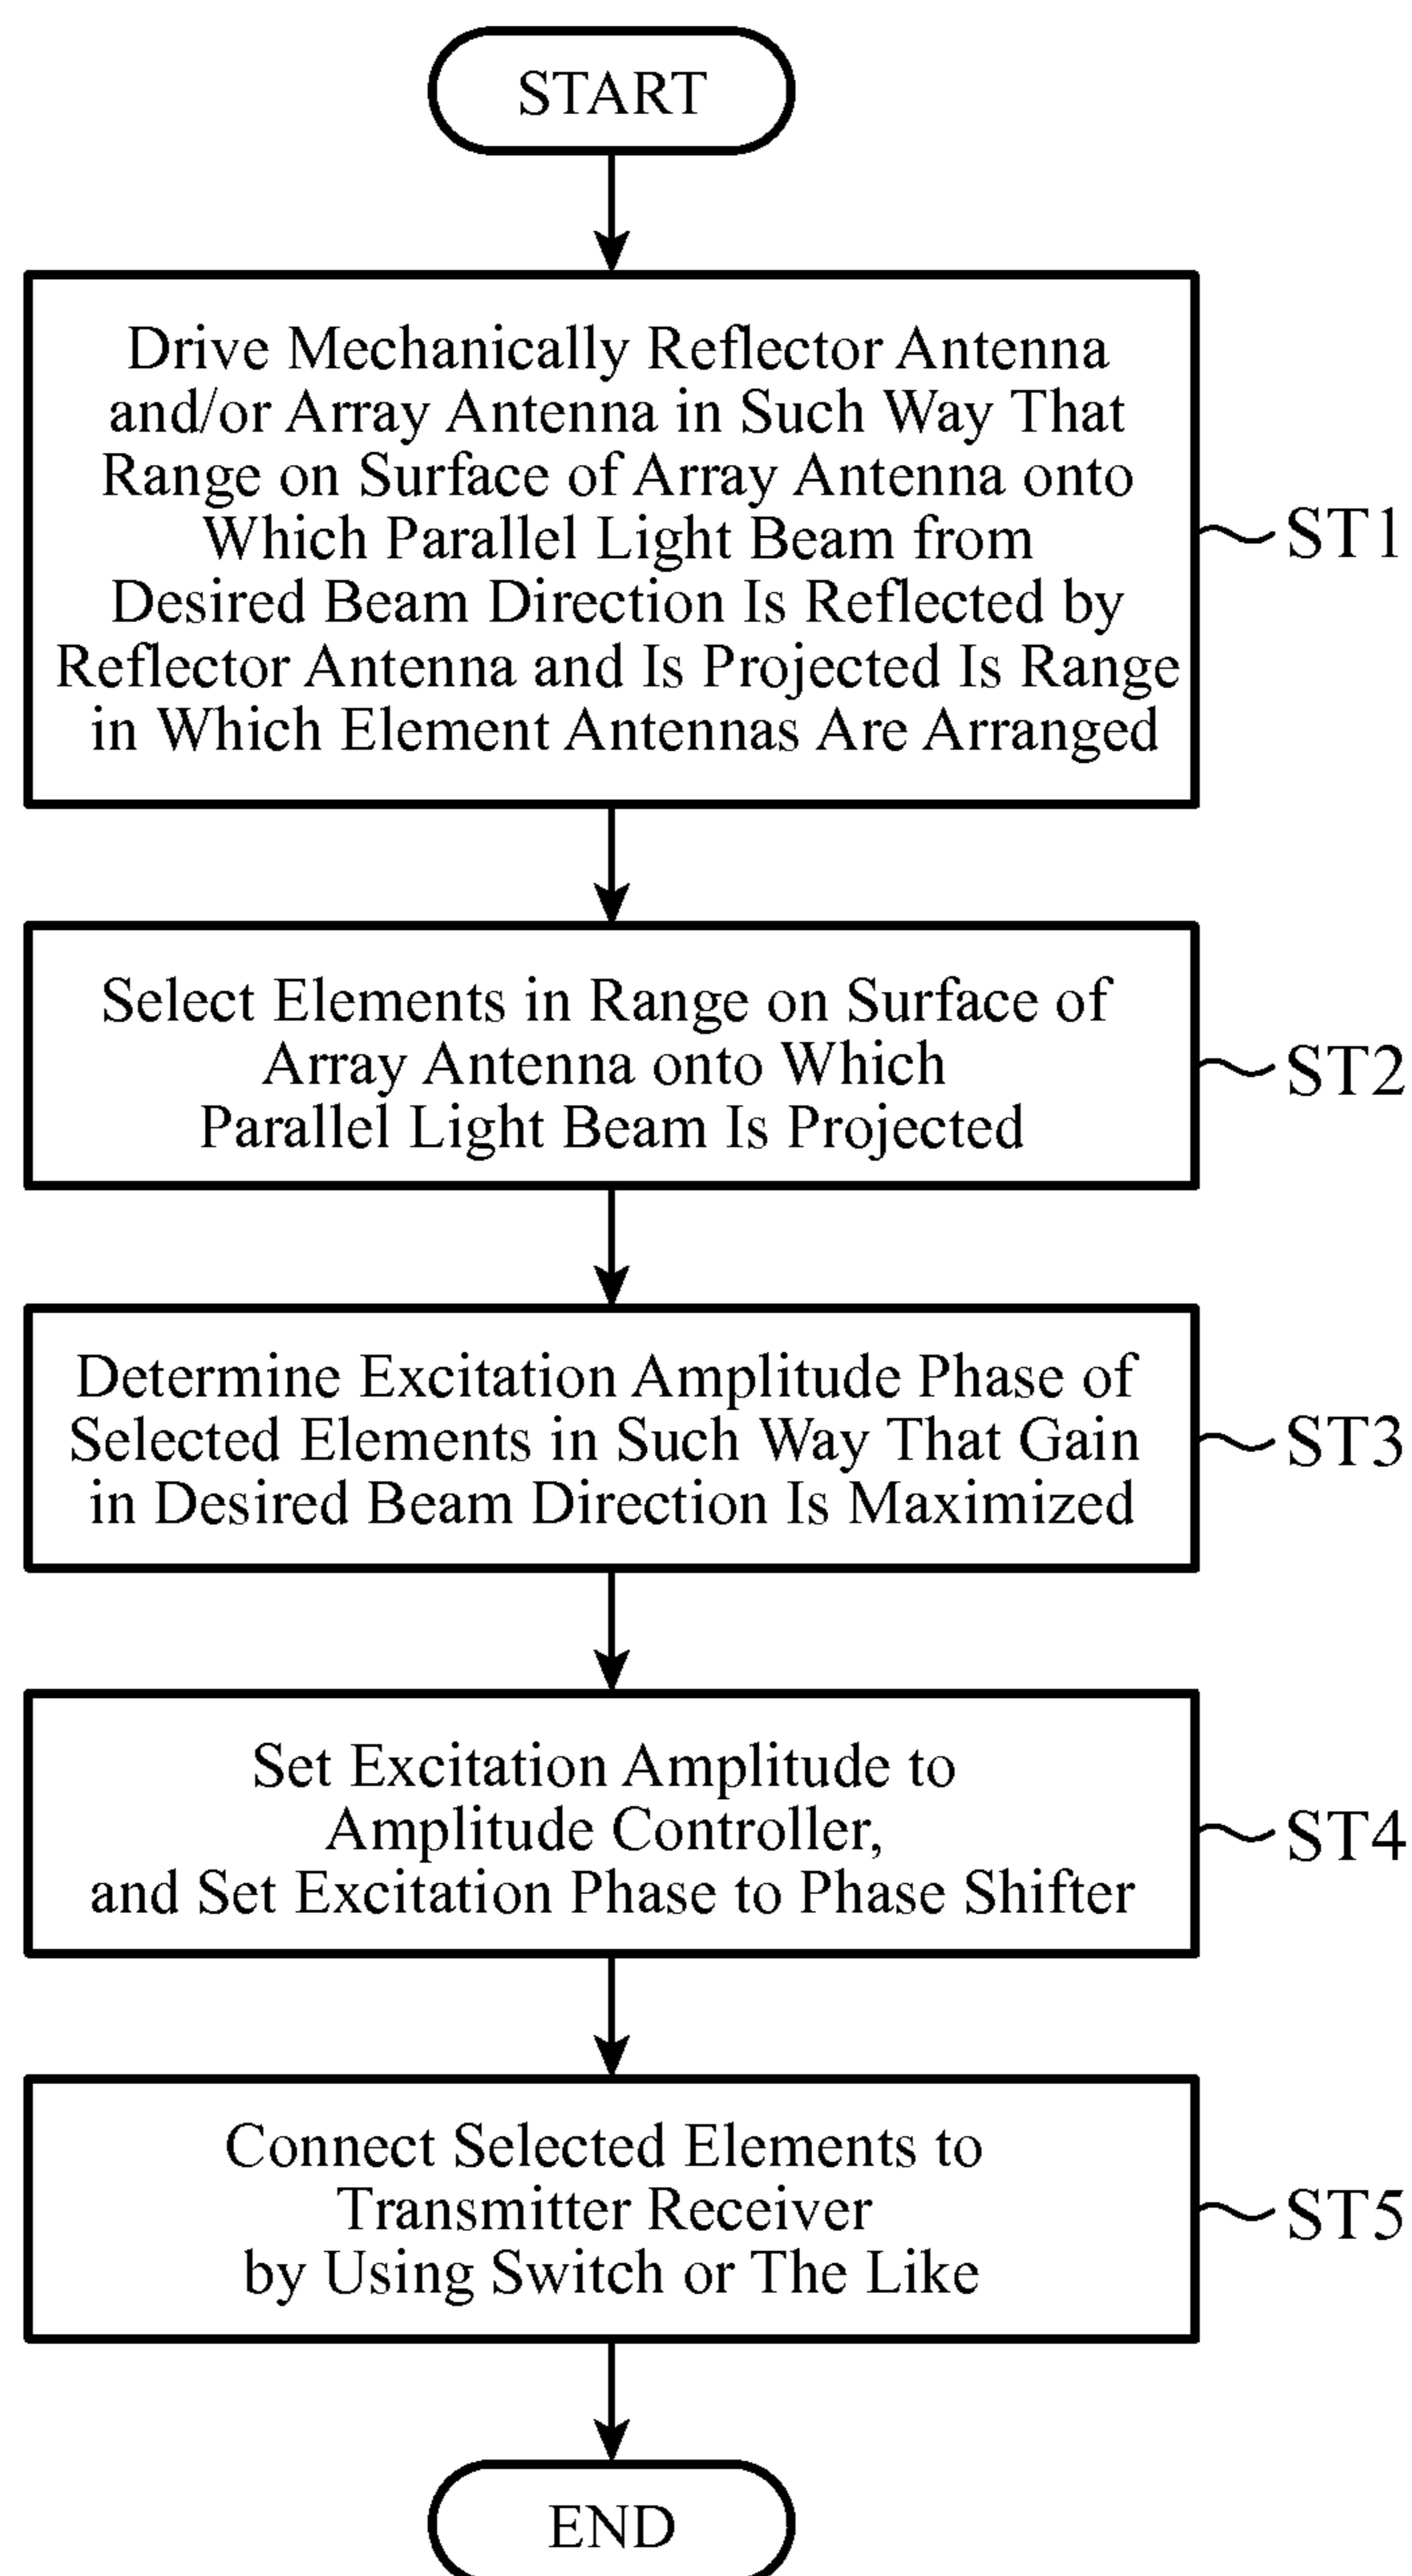 START
Drive Mechanically Reflector Antenna
and/or Array Antenna in Such Way That
Range on Surface of Array Antenna onto
Which Parallel Light Beam from
Desired Beam Direction Is Reflected by
Reflector Antenna and Is Projected Is Range
in Which Element Antennas Are Arranged
ST1
Select Elements in Range on Surface of
Array Antenna onto Which
Parallel Light Beam Is Projected
ST2
Determine Excitation Amplitude Phase of
Selected Elements in Such Way That Gain
in Desired Beam Direction Is Maximized
ST3
Set Excitation Amplitude to
Amplitude Controller,
and Set Excitation Phase to Phase Shifter
ST4
Connect Selected Elements to
Transmitter Receiver
by Using Switch or The Like
ST5
END